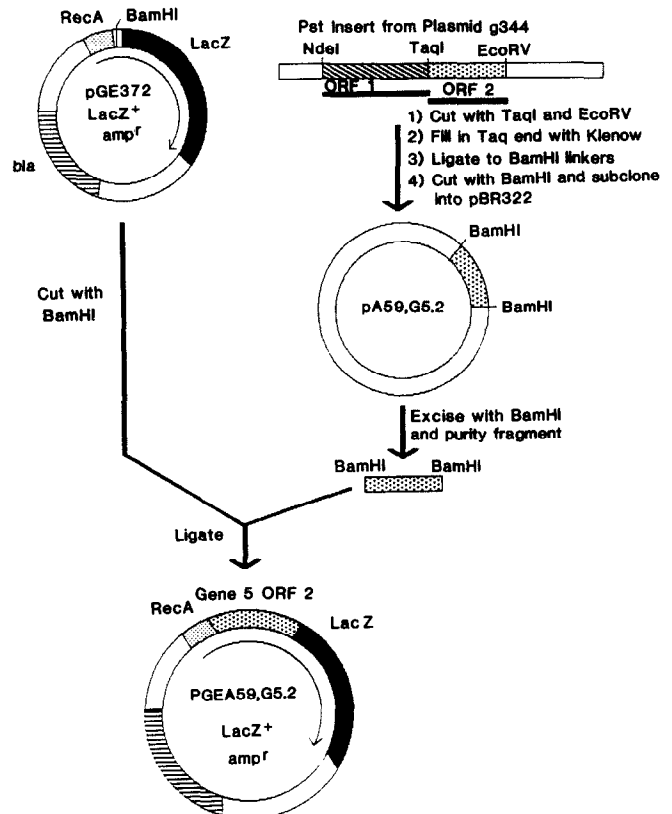 RecA BamHI
LacZ
pGE372
LacZ+
ampr
bla
Pst Insert from Plasmid g344
NdeI TaqI EcoRV
ORF 1 ORF 2
1) Cut with TaqI and EcoRV
2) Fill in Taq end with Klenow
3) Ligate to BamHI linkers
4) Cut with BamHI and subclone
into pBR322
BamHI
pA59,G5.2
BamHI
Cut with
BamHI
Excise with BamHI
and purity fragment
BamHI BamHI
Ligate
Gene 5 ORF 2
RecA
Lac Z
PGEA59,G5.2
LacZ+
ampr